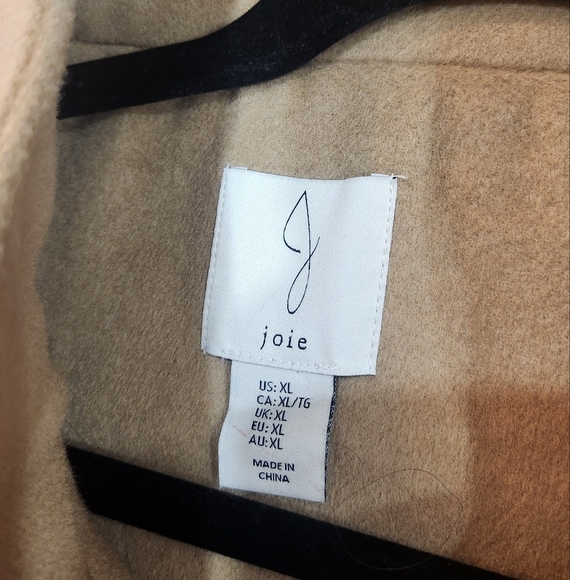 J
joie
US: XL
CA: XL/TG
UK: XL
EU: XL
AU: XL
MADE IN
CHINA